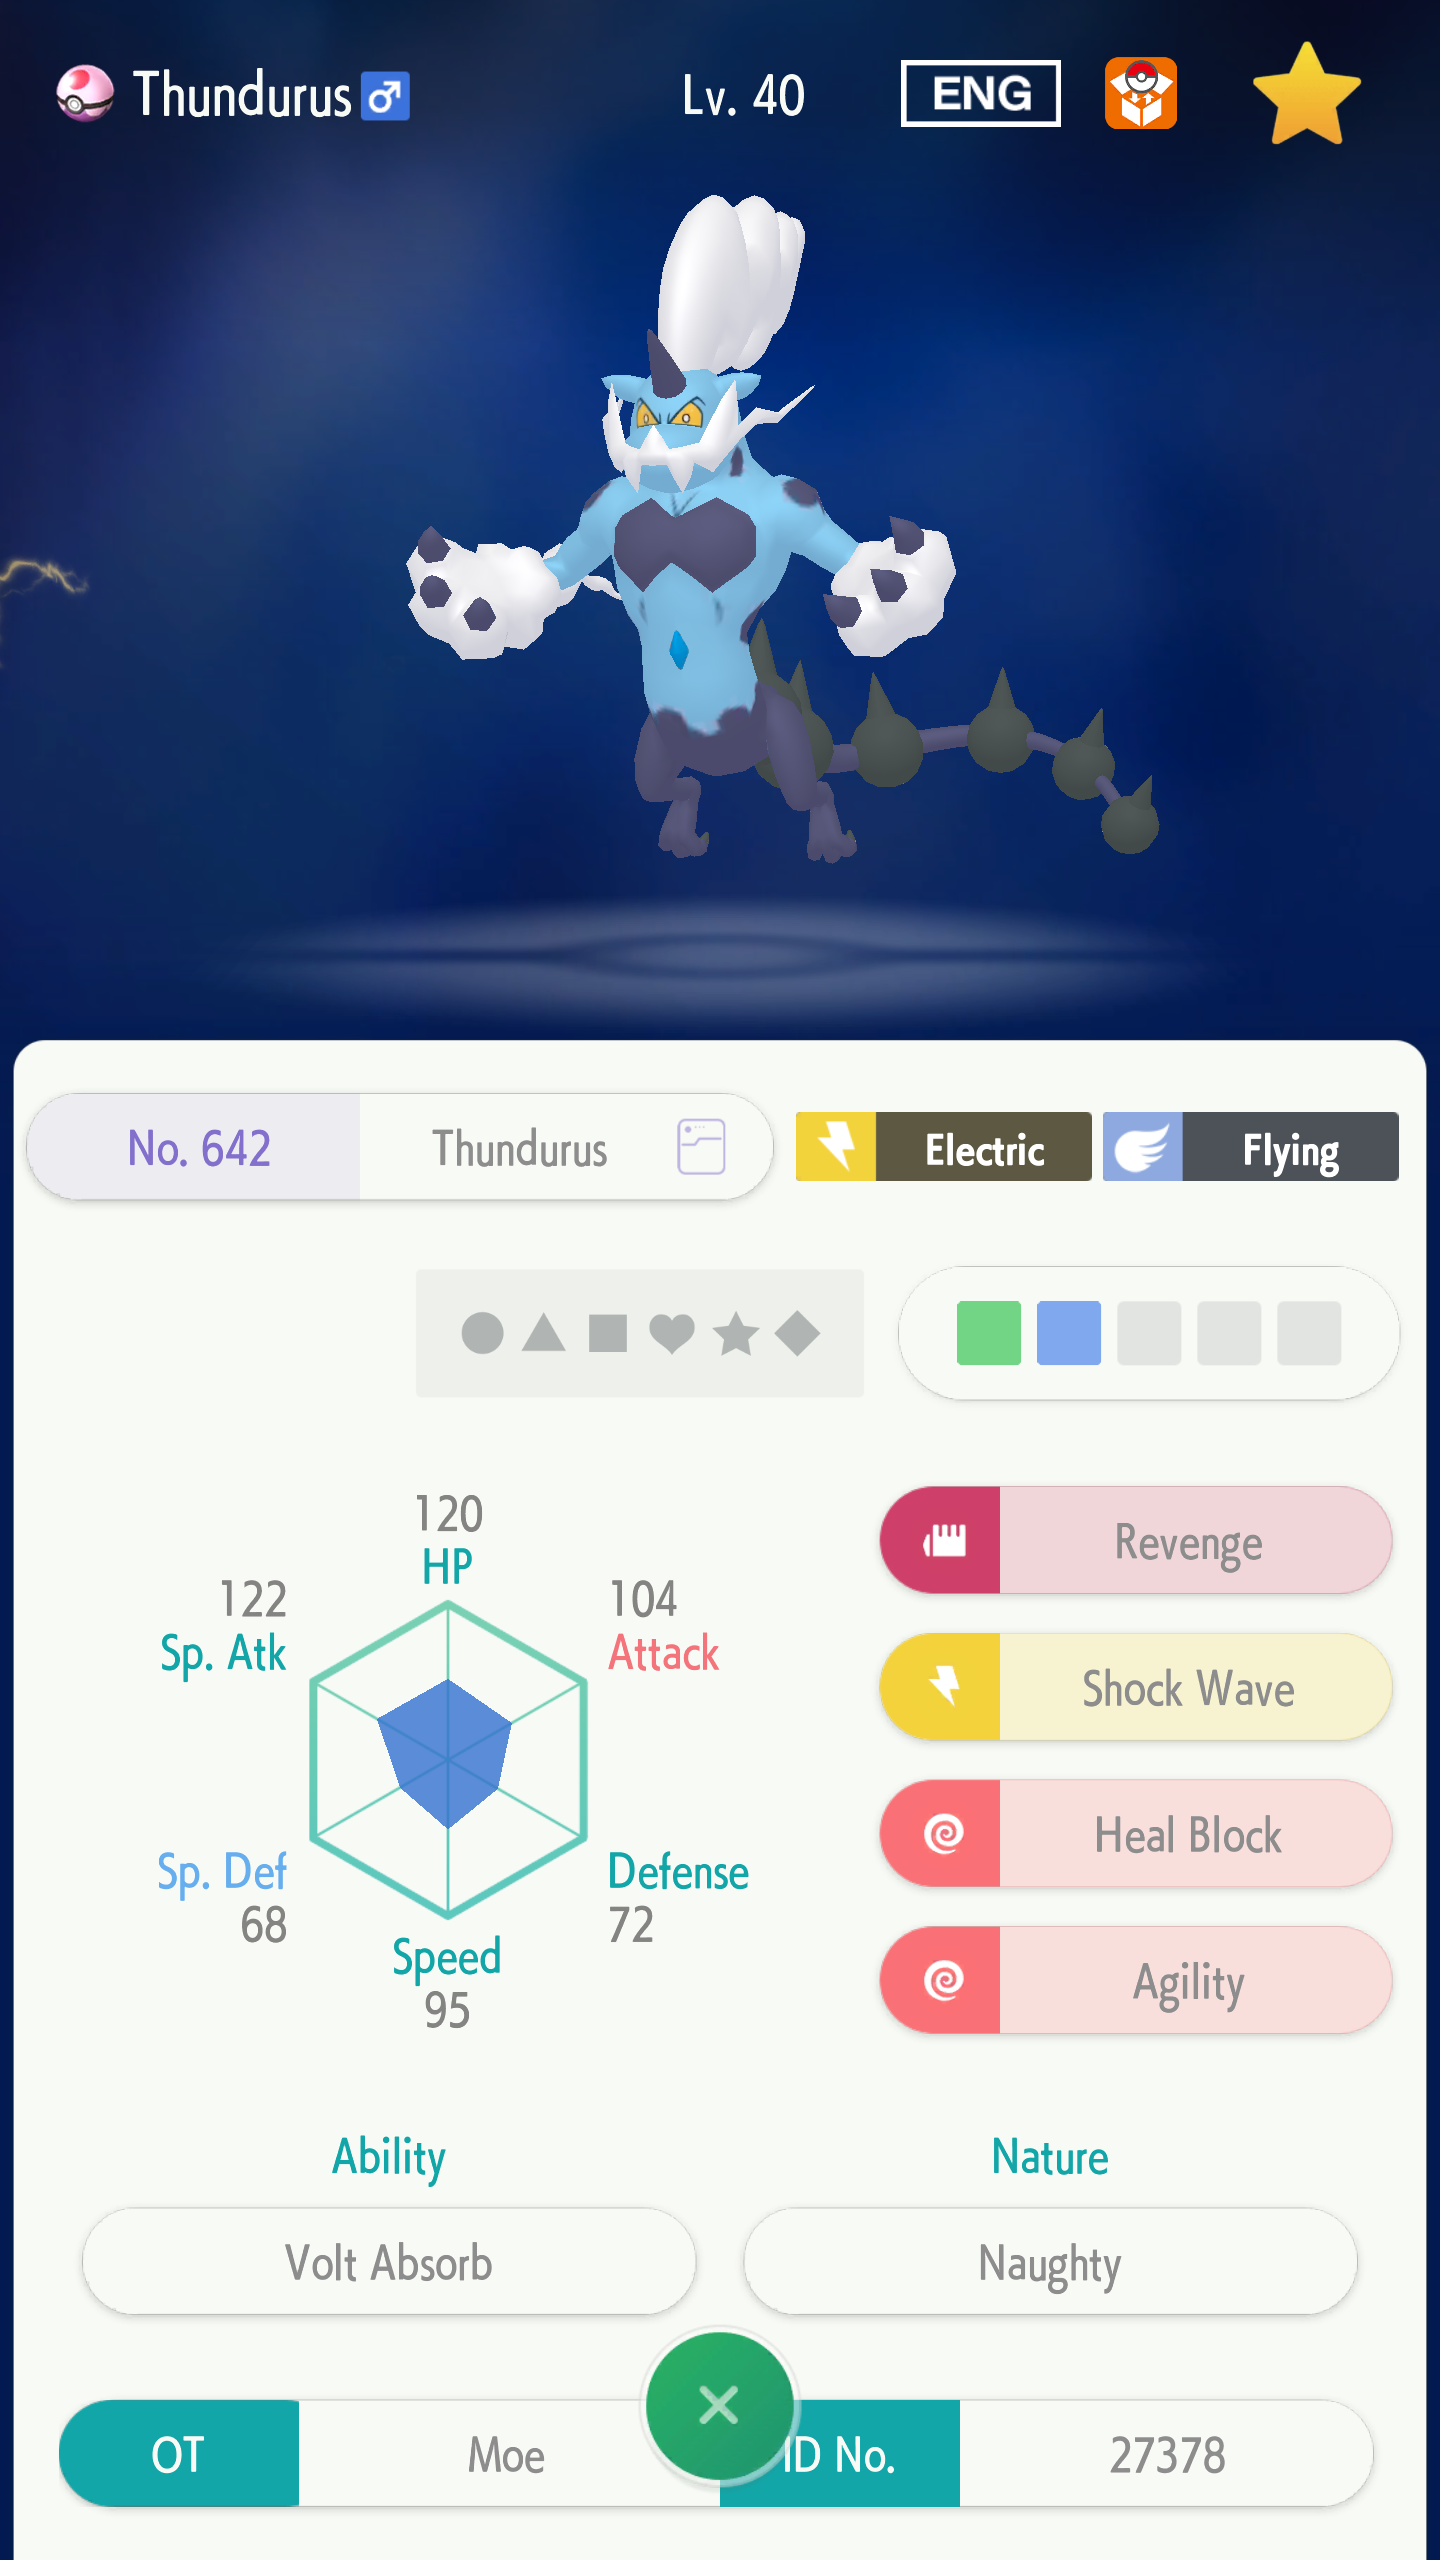 Thundurus ♂ Lv. 40 ENG
No. 642 Thundurus Electric Flying
120
HP
122
Sp. Atk
104
Attack
Sp. Def
68
Defense
72
Speed
95
Revenge
Shock Wave
Heal Block
Agility
Ability
Volt Absorb
Nature
Naughty
OT Moe ID No. 27378